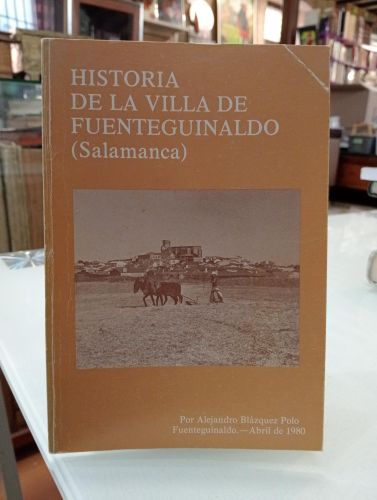 HISTORIA
DE LA VILLA DE
FUENTEGUINALDO
(Salamanca)
Por Alejandro Blázquez Polo
Fuenteguinaldo.—Abril de 1980